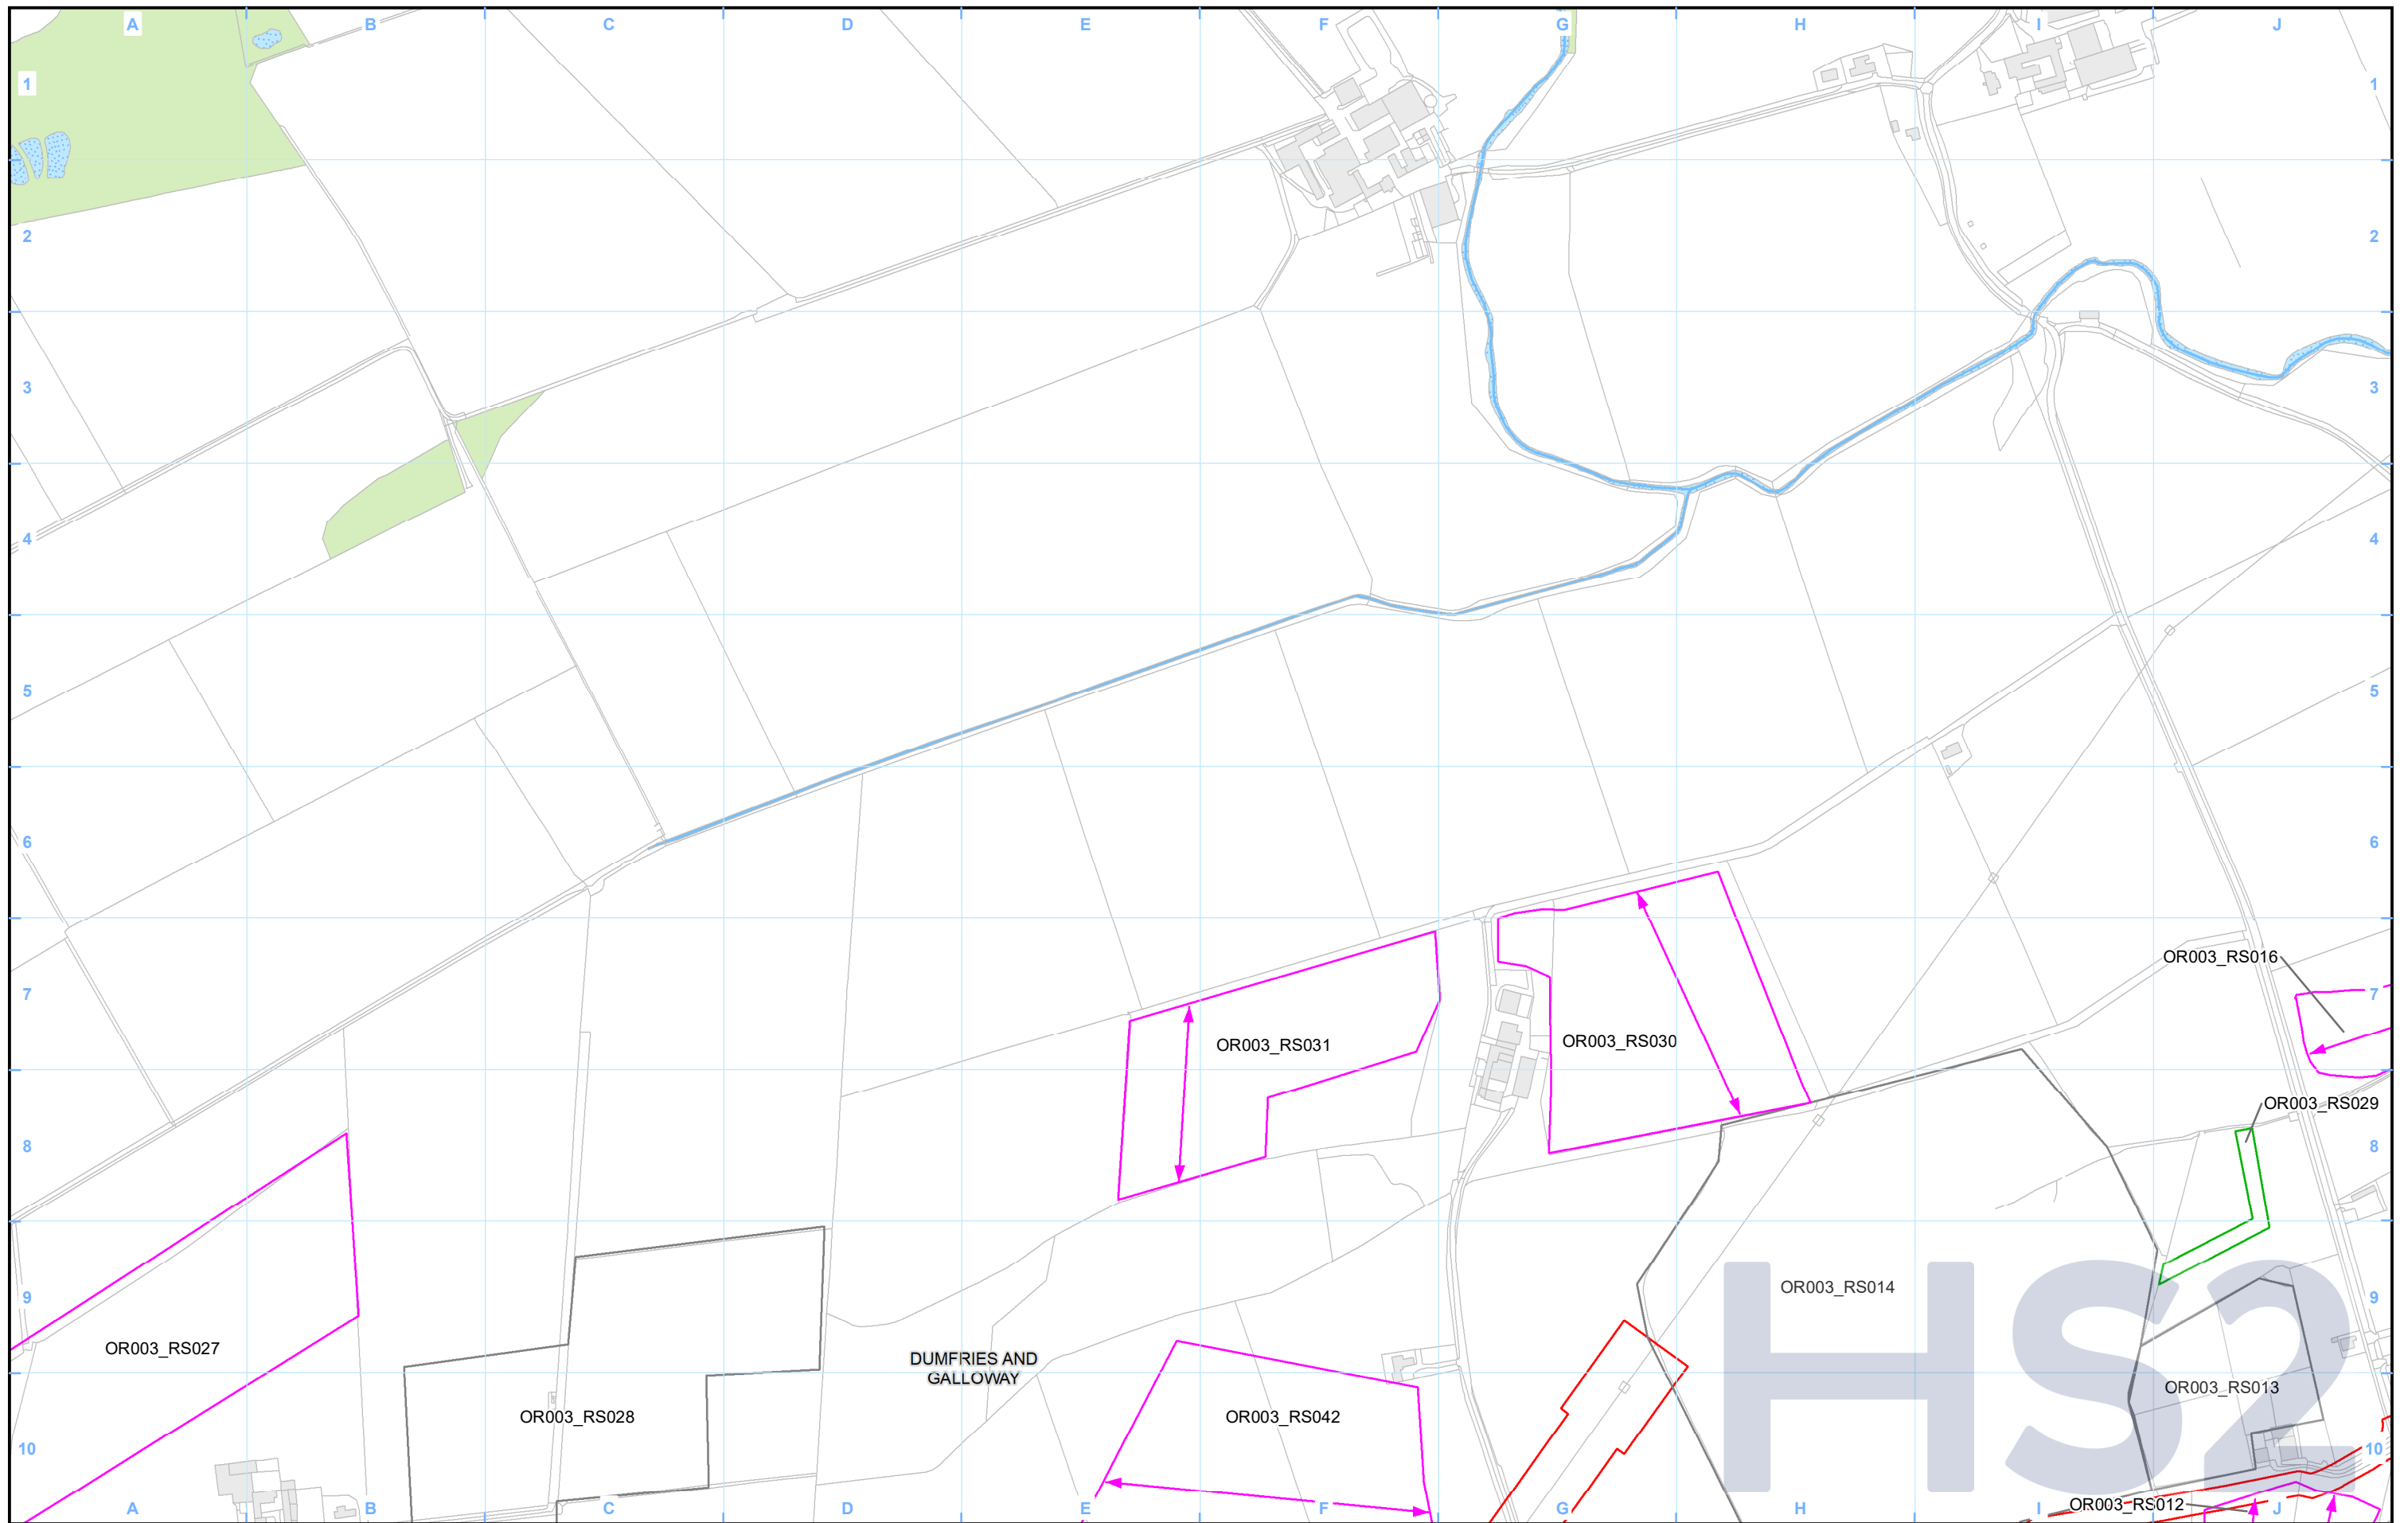 A B C D E F G H I J
1 1
2 2
3 3
4 4
5 5
6 6
OR003_RS016
7 7
OR003_RS031
OR003_RS030
OR003_RS029
8 8
OR003_RS014
9 9
OR003_RS027
DUMFRIES AND
GALLOWAY
HS2
OR003_RS013
OR003_RS028
OR003_RS042
10 10
OR003_RS012
A B C D E F G H I J